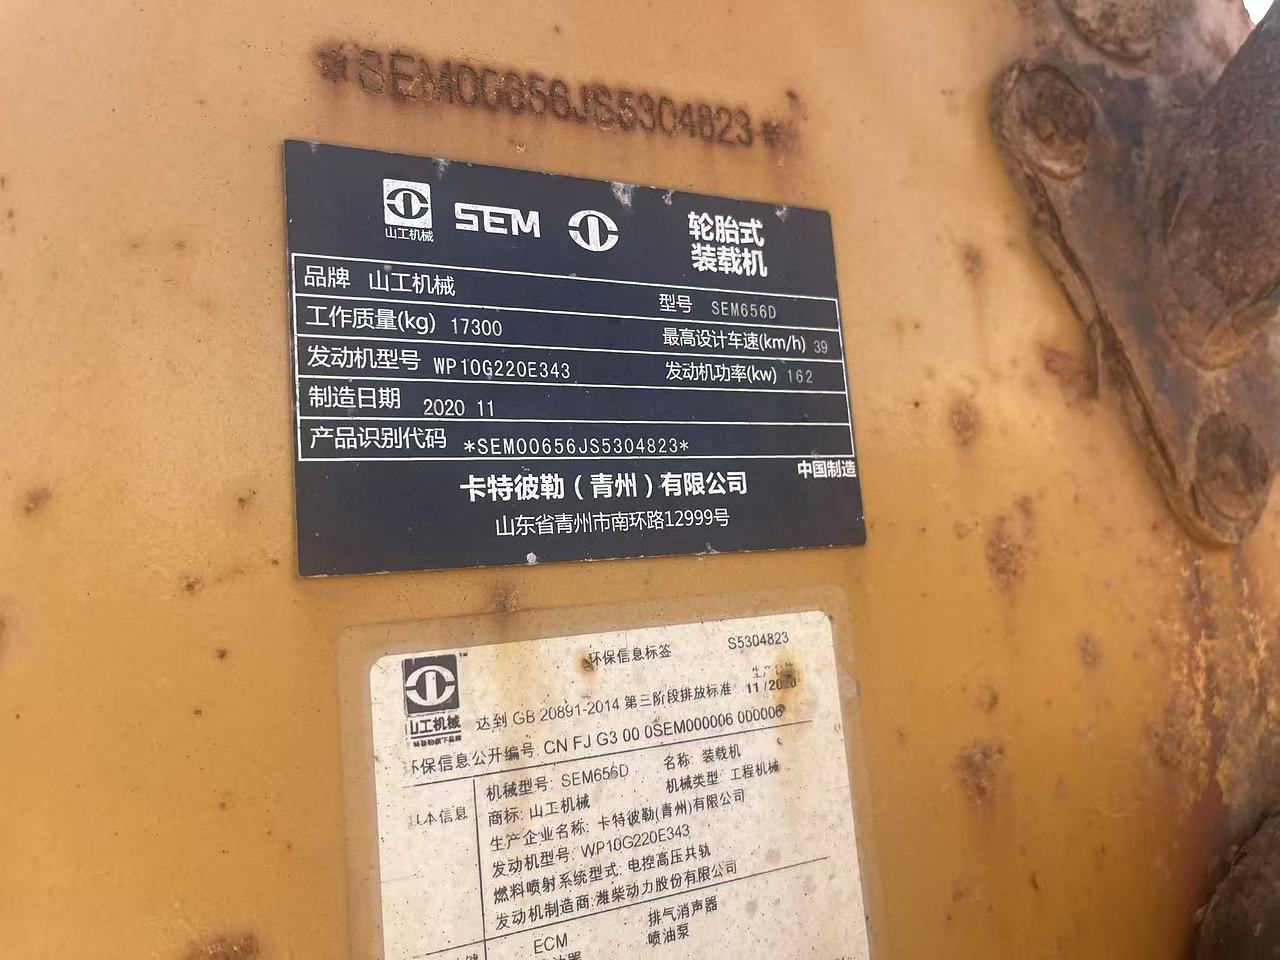 *SEM00656JS5304823*
山工机械 SEM
轮胎式
装载机
品牌 山工机械 型号 SEM656D
工作质量(kg) 17300 最高设计车速(km/h) 39
发动机型号 WP10G220E343 发动机功率(kw) 162
制造日期 2020 11
产品识别代码 *SEM00656JS5304823*
中国制造
卡特彼勒（青州）有限公司
山东省青州市南环路12999号
环保信息标签 S5304823
山工机械
生产日期
达到 GB 20891-2014 第三阶段排放标准 11/2020
环保信息公开编号: CN FJ G3 00 0SEM000006 000006
基本信息
机械型号: SEM656D 名称: 装载机
商标: 山工机械 机械类型: 工程机械
生产企业名称: 卡特彼勒(青州)有限公司
发动机型号: WP10G220E343
燃料喷射系统型式: 电控高压共轨
发动机制造商: 潍柴动力股份有限公司
ECM 排气消声器
喷油泵